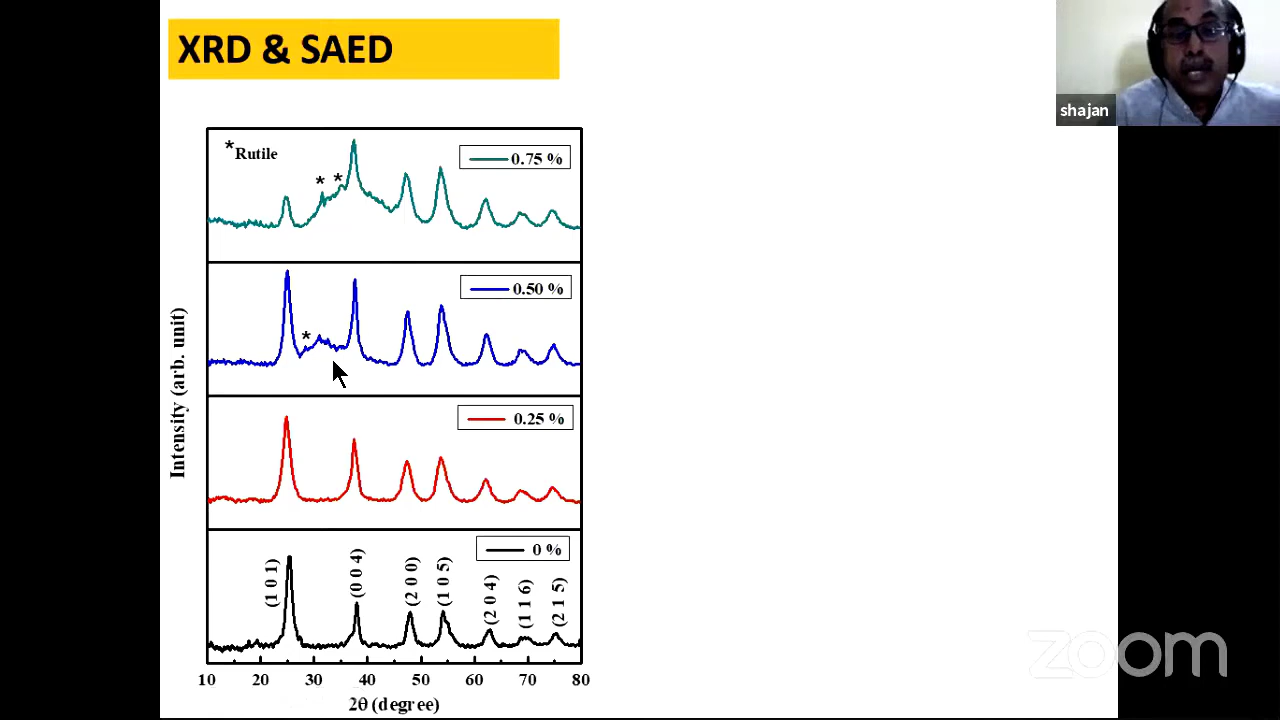 XRD & SAED
shajan
*Rutile
0.75 %
* *
0.50 %
*
0.25 %
0 %
(1 0 1)
(0 0 4)
(2 0 0)
(1 0 5)
(2 0 4)
(1 1 6)
(2 1 5)
Intensity (arb. unit)
10 20 30 40 50 60 70 80
2θ (degree)
zoom